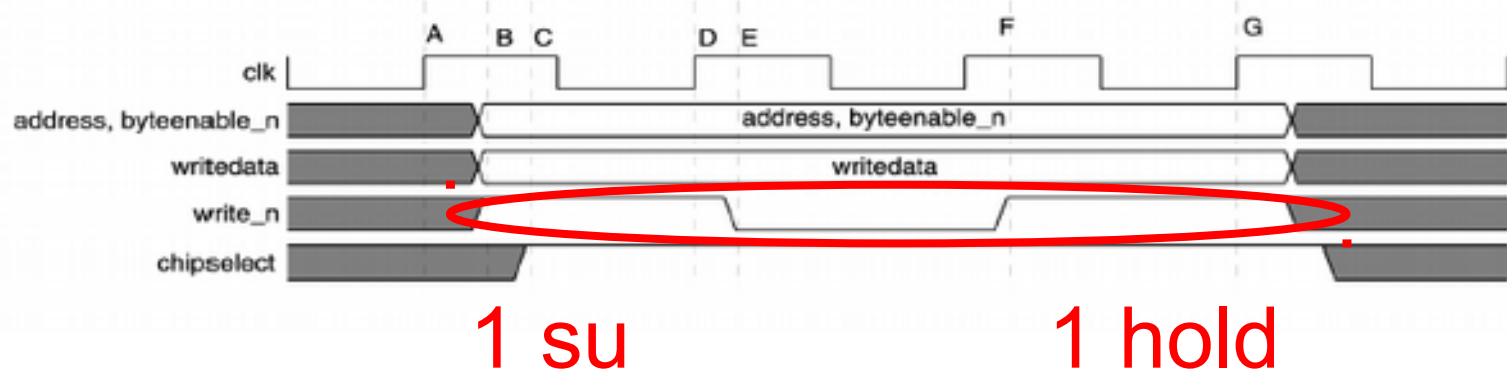 A B C D E F G
clk
address, byteenable_n address, byteenable_n
writedata writedata
write_n
chipselect
1 su 1 hold